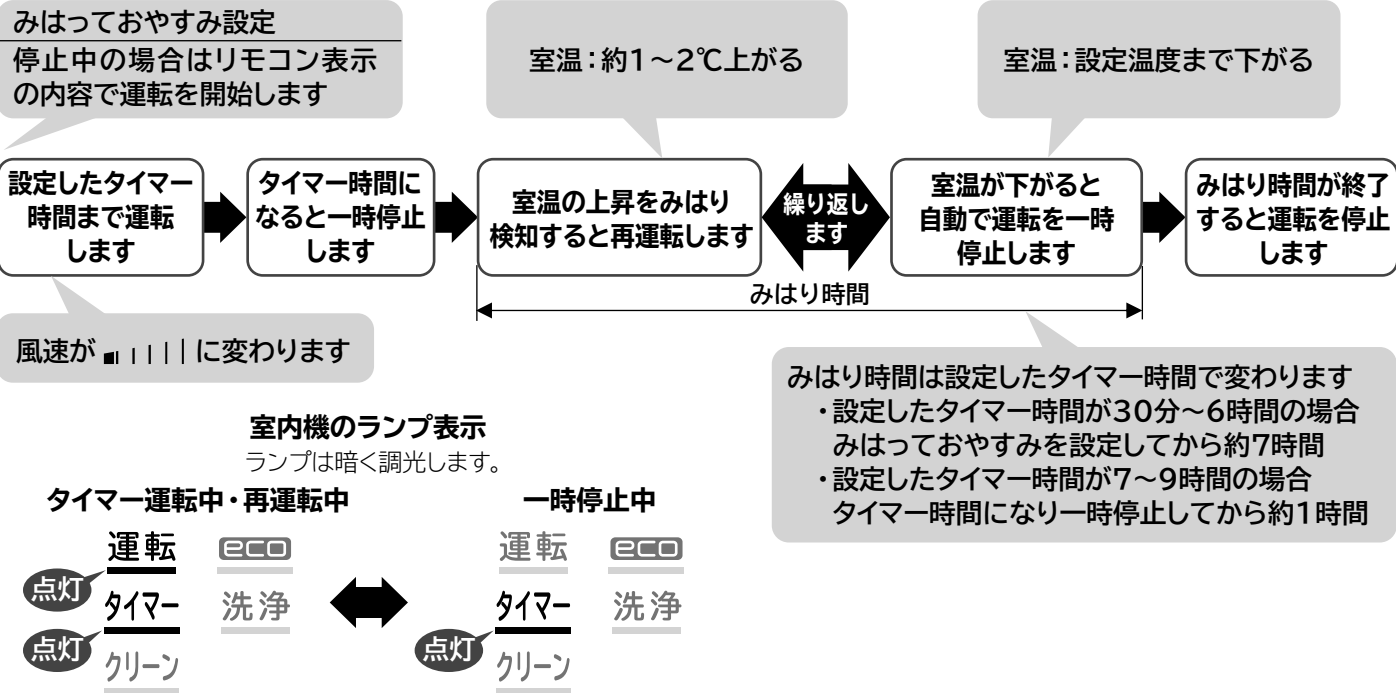 みはっておやすみ設定
停止中の場合はリモコン表示
の内容で運転を開始します
室温：約1～2℃上がる
室温：設定温度まで下がる
設定したタイマー
時間まで運転
します
タイマー時間に
なると一時停止
します
室温の上昇をみはり
検知すると再運転します
繰り返し
ます
室温が下がると
自動で運転を一時
停止します
みはり時間が終了
すると運転を停止
します
みはり時間
風速が に変わります
みはり時間は設定したタイマー時間で変わります
・設定したタイマー時間が30分～6時間の場合
みはっておやすみを設定してから約7時間
・設定したタイマー時間が7～9時間の場合
タイマー時間になり一時停止してから約1時間
室内機のランプ表示
ランプは暗く調光します。
タイマー運転中・再運転中
運転 eco
点灯
タイマー 洗浄
点灯
クリーン
一時停止中
運転 eco
タイマー 洗浄
点灯
クリーン